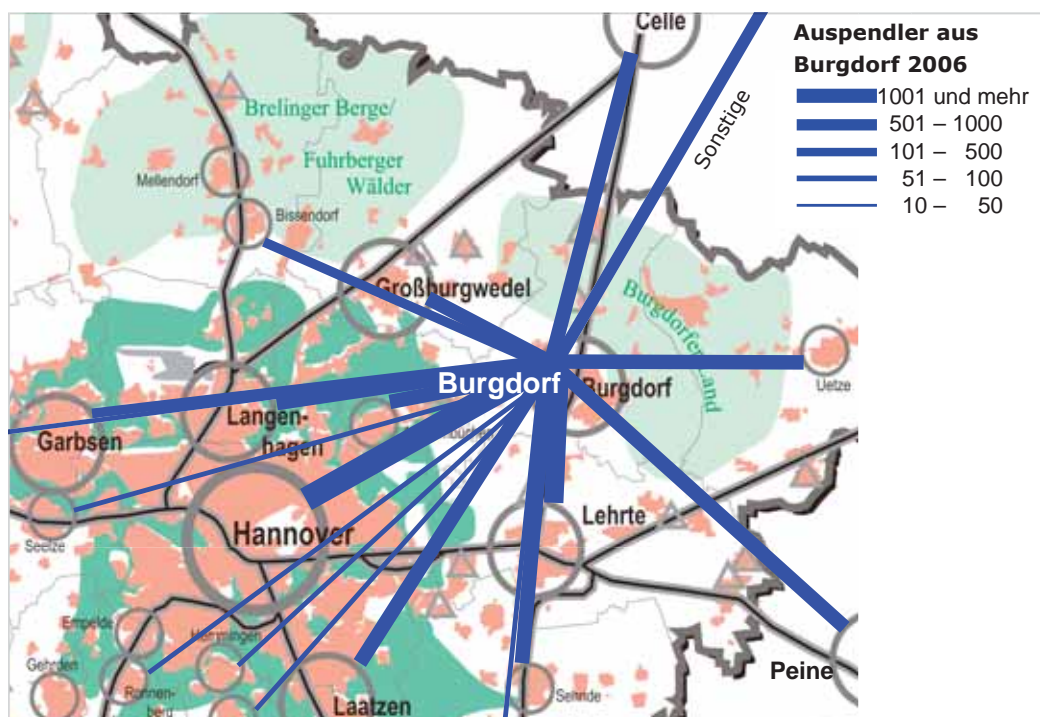 Auspendler aus
Burgdorf 2006
1001 und mehr
501 – 1000
101 – 500
51 – 100
10 – 50
Celle
Sonstige
Brelinger Berge/
Fuhrberger
Wälder
Mellendorf
Bissendorf
Großburgwedel
Burgdorfer Land
Uetze
Burgdorf
Burgdorf
Garbsen
Langen-
hagen
Hannover
Lehrte
Seelze
Empelde
Hemmingen
Gehrden
Ronnen-
berg
Laatzen
Sehnde
Peine